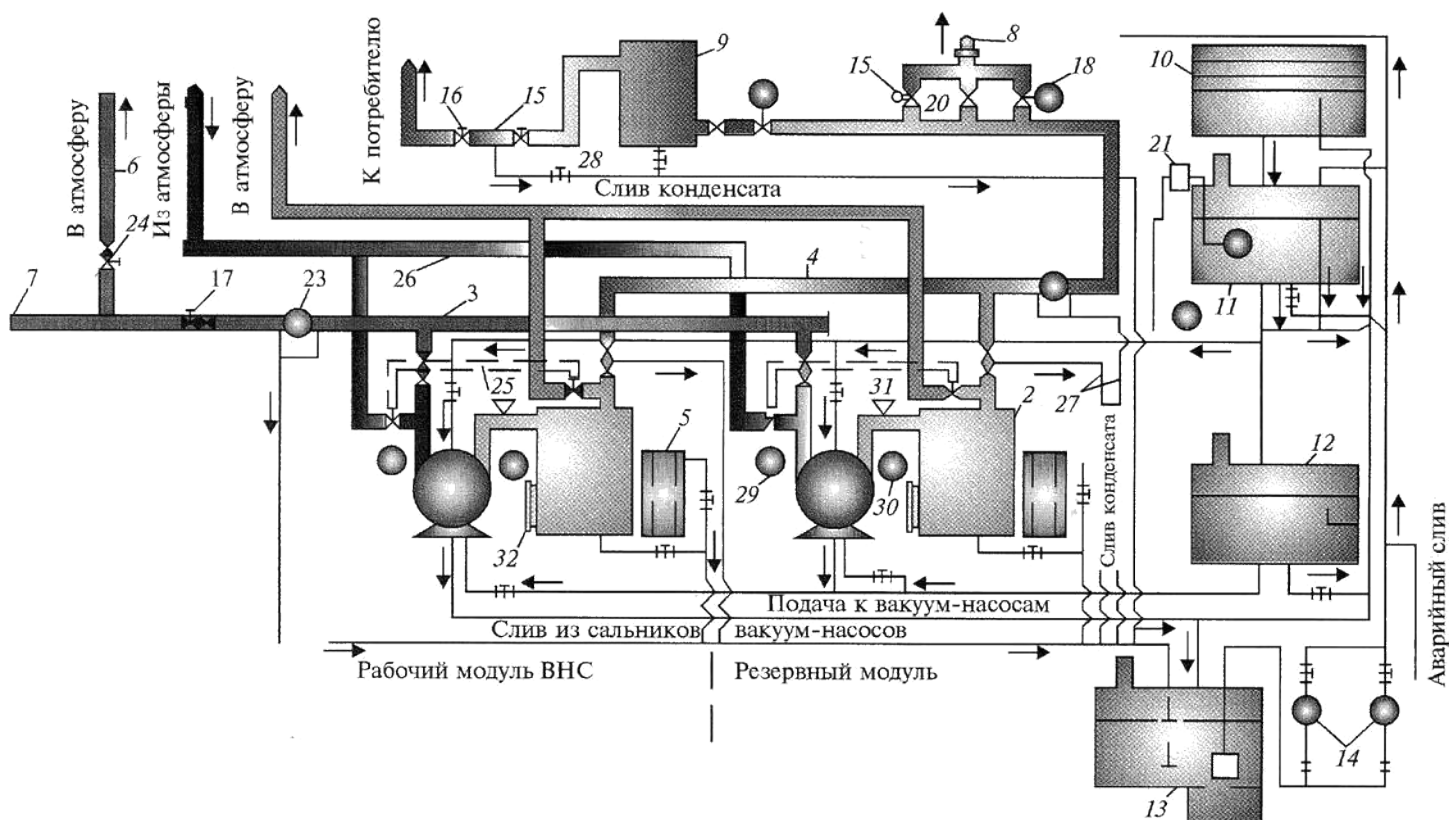 К потребителю
В атмосферу
Из атмосферы
В атмосферу
9
8
15
18
20
10
16
15
21
6
24
28
Слив конденсата
7
17
23
26
3
4
11
25
31
2
27
5
12
29
30
32
Слив конденсата
Подача к вакуум-насосам
Слив из сальников вакуум-насосов
Рабочий модуль ВНС
Резервный модуль
Аварийный слив
14
13